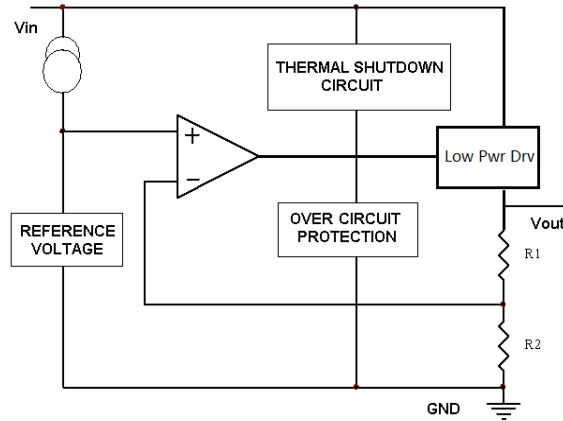 Vin
THERMAL SHUTDOWN
CIRCUIT
+
Low Pwr Drv
−
REFERENCE
VOLTAGE
OVER CIRCUIT
PROTECTION
Vout
R1
R2
GND